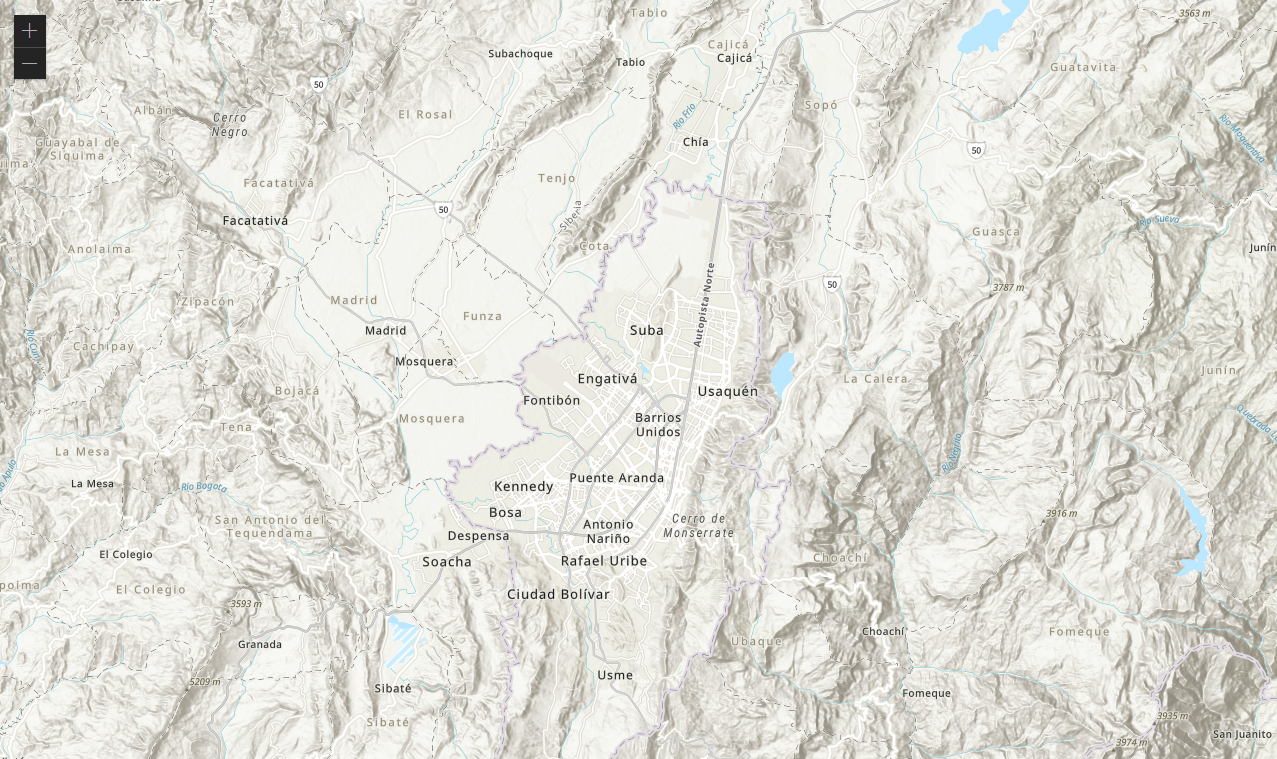 Tabio
3563 m
Cajicá
Subachoque
Cajicá
Tabio
Guatavita
50
Albán
Sopó
El Rosal
Cerro
Negro
Río Frío
Guayabal de
Síquima
Chía
50
Tenjo
Facatativá
Siberia
50
Facatativá
Río Sueva
Guasca
Cota
Junín
Anolaima
50
3787 m
Autopista Norte
Zipacón
Madrid
Funza
Suba
Madrid
Cachipay
Mosquera
Engativá
La Calera
Junín
Bojacá
Usaquén
Fontibón
Mosquera
Barrios
Unidos
Tena
La Mesa
Río Negrito
Puente Aranda
La Mesa
Río Bogota
Kennedy
Bosa
3916 m
San Antonio del
Tequendama
Cerro de
Monserrate
Antonio
Nariño
Despensa
El Colegio
Soacha
Rafael Uribe
Choachí
El Colegio
Ciudad Bolívar
3593 m
Choachí
Fomeque
Granada
Ubaque
Usme
5209 m
Sibaté
Fomeque
Sibaté
3935 m
San Juanito
3974 m